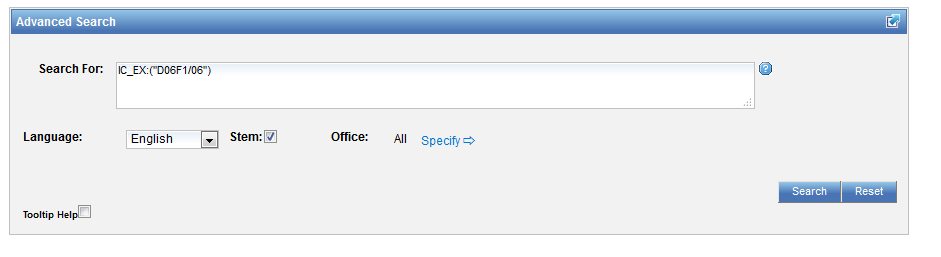 Advanced Search
Search For: IC_EX:("D06F1/06")
Language: English Stem: Office: All Specify
Search Reset
Tooltip Help